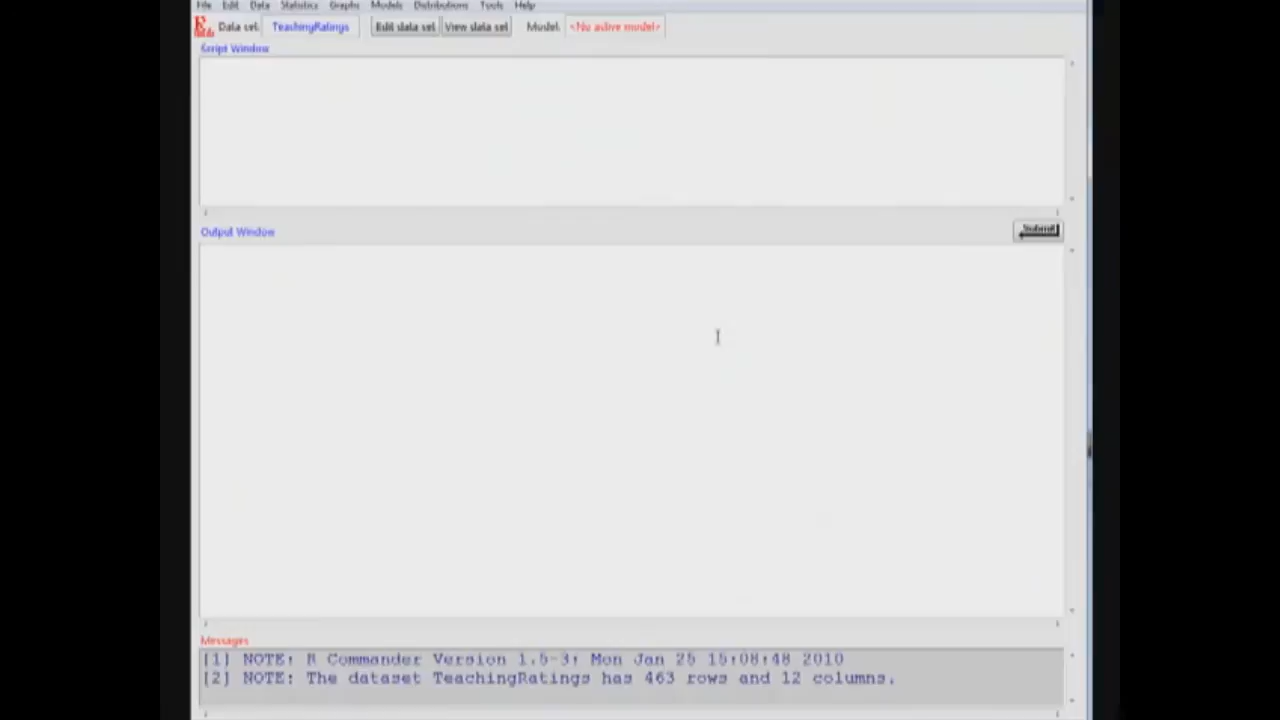 File Edit Data Statistics Graphs Models Distributions Tools Help
Data set: TeachingRatings Edit data set View data set Model: <No active model>
Script Window
Output Window
Submit
Messages
[1] NOTE: R Commander Version 1.5-3: Mon Jan 25 15:08:48 2010
[2] NOTE: The dataset TeachingRatings has 463 rows and 12 columns.